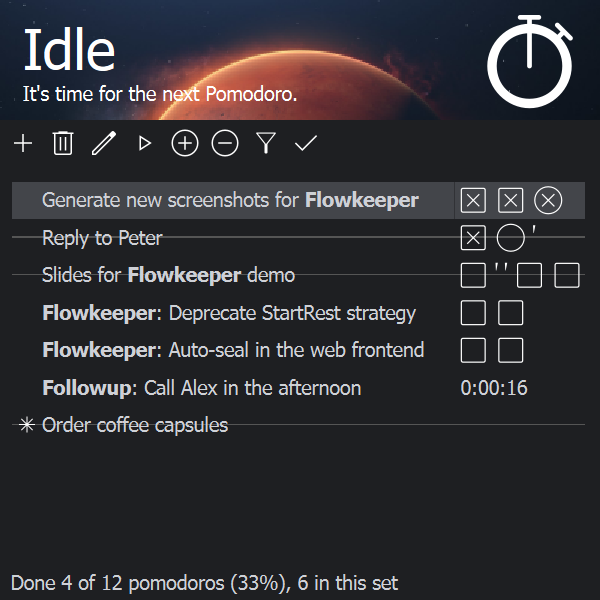 Idle
It's time for the next Pomodoro.
Generate new screenshots for Flowkeeper
Reply to Peter '
Slides for Flowkeeper demo ' '
Flowkeeper: Deprecate StartRest strategy
Flowkeeper: Auto-seal in the web frontend
Followup: Call Alex in the afternoon 0:00:16
Order coffee capsules
Done 4 of 12 pomodoros (33%), 6 in this set